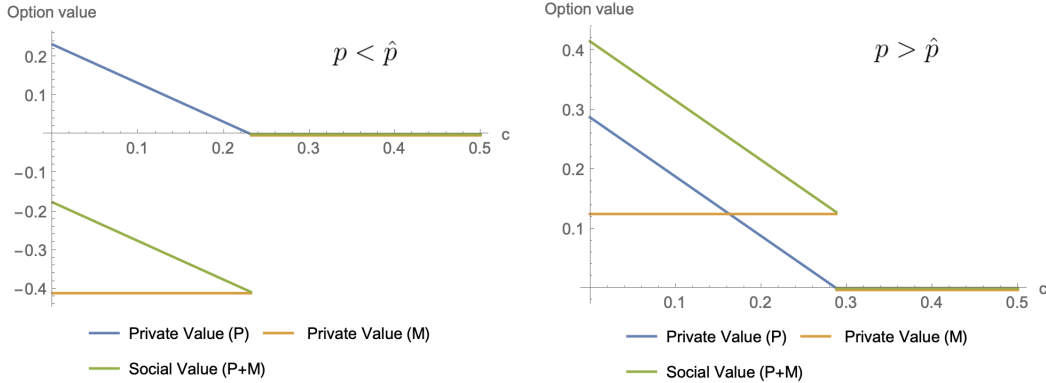 Option value
p < p̂
0.2
0.1
0.1 0.2 0.3 0.4 0.5 c
−0.1
−0.2
−0.3
−0.4
Private Value (P) Private Value (M)
Social Value (P+M)
Option value
p > p̂
0.4
0.3
0.2
0.1
0.1 0.2 0.3 0.4 0.5 c
Private Value (P) Private Value (M)
Social Value (P+M)